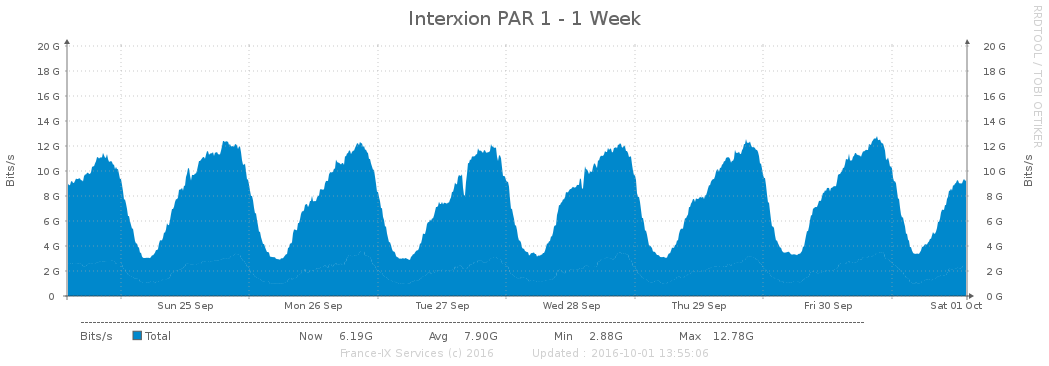 Interxion PAR 1 - 1 Week
RRDTOOL / TOBI OETIKER
Bits/s
Bits/s
20 G 20 G
18 G 18 G
16 G 16 G
14 G 14 G
12 G 12 G
10 G 10 G
8 G 8 G
6 G 6 G
4 G 4 G
2 G 2 G
0 0 G
Sun 25 Sep Mon 26 Sep Tue 27 Sep Wed 28 Sep Thu 29 Sep Fri 30 Sep Sat 01 Oct
Bits/s Total Now 6.19G Avg 7.90G Min 2.88G Max 12.78G
France-IX Services (c) 2016 Updated : 2016-10-01 13:55:06